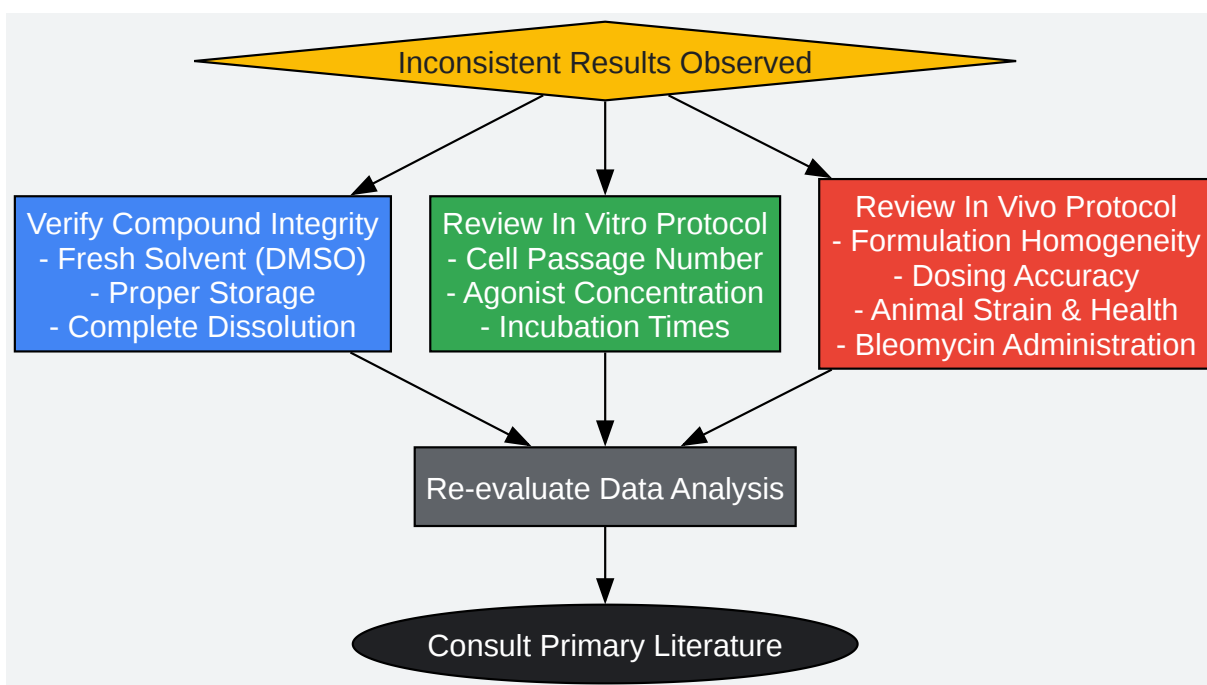 Inconsistent Results Observed
Verify Compound Integrity
- Fresh Solvent (DMSO)
- Proper Storage
- Complete Dissolution
Review In Vitro Protocol
- Cell Passage Number
- Agonist Concentration
- Incubation Times
Review In Vivo Protocol
- Formulation Homogeneity
- Dosing Accuracy
- Animal Strain & Health
- Bleomycin Administration
Re-evaluate Data Analysis
Consult Primary Literature